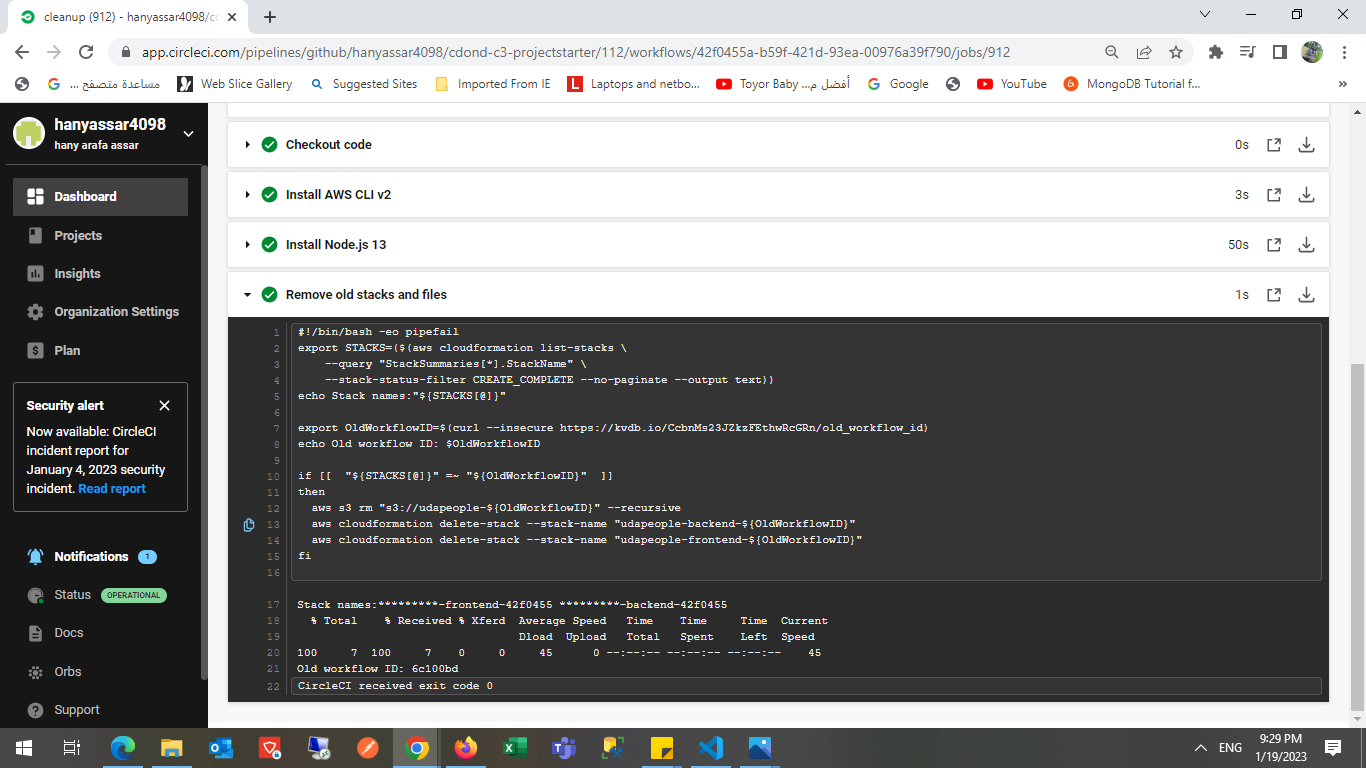 cleanup (912) - hanyassar4098/cd
app.circleci.com/pipelines/github/hanyassar4098/cdond-c3-projectstarter/112/workflows/42f0455a-b59f-421d-93ea-00976a39f790/jobs/912
مساعدة متصفح ...
Web Slice Gallery
Suggested Sites
Imported From IE
Laptops and netbo...
Toyor Baby ...أفضل م
Google
YouTube
MongoDB Tutorial f...
»
hanyassar4098
hany arafa assar
Dashboard
Projects
Insights
Organization Settings
Plan
Security alert
Now available: CircleCI
incident report for
January 4, 2023 security
incident. Read report
Notifications 1
Status OPERATIONAL
Docs
Orbs
Support
Checkout code 0s
Install AWS CLI v2 3s
Install Node.js 13 50s
Remove old stacks and files 1s
1 #!/bin/bash -eo pipefail
2 export STACKS=($(aws cloudformation list-stacks \
3     --query "StackSummaries[*].StackName" \
4     --stack-status-filter CREATE_COMPLETE --no-paginate --output text))
5 echo Stack names:"${STACKS[@]}"
6
7 export OldWorkflowID=$(curl --insecure https://kvdb.io/CcbnMs23JZkzFEthwRcGRn/old_workflow_id)
8 echo Old workflow ID: $OldWorkflowID
9
10 if [[  "${STACKS[@]}" =~ "${OldWorkflowID}"  ]]
11 then
12   aws s3 rm "s3://udapeople-${OldWorkflowID}" --recursive
13   aws cloudformation delete-stack --stack-name "udapeople-backend-${OldWorkflowID}"
14   aws cloudformation delete-stack --stack-name "udapeople-frontend-${OldWorkflowID}"
15 fi
16
17 Stack names:*********-frontend-42f0455 *********-backend-42f0455
18   % Total    % Received % Xferd  Average Speed   Time    Time     Time  Current
19                                  Dload  Upload   Total   Spent    Left  Speed
20 100     7  100     7    0     0     45      0 --:--:-- --:--:-- --:--:--    45
21 Old workflow ID: 6c100bd
22 CircleCI received exit code 0
ENG
9:29 PM
1/19/2023